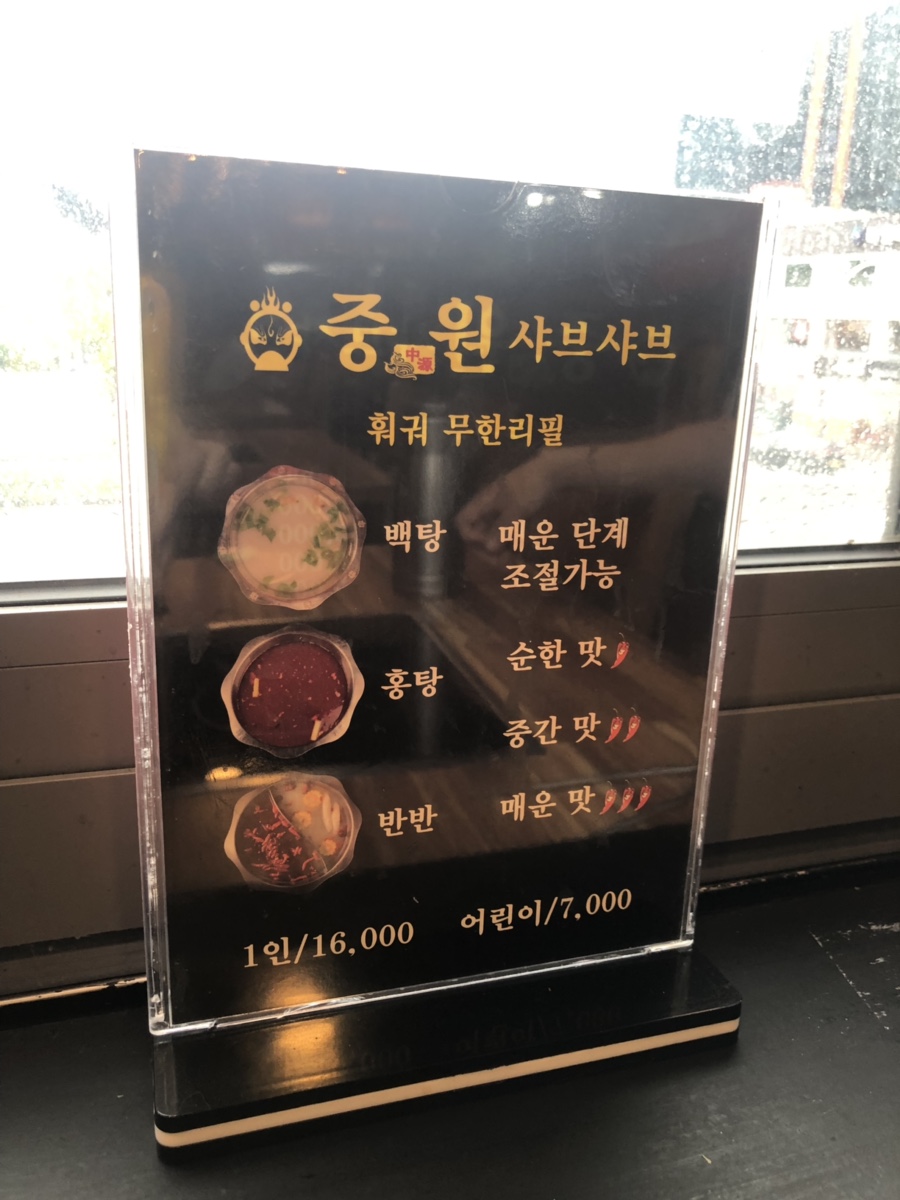 중원 샤브샤브
中源
훠궈 무한리필
백탕
매운 단계
조절가능
순한 맛
홍탕
중간 맛
반반
매운 맛
1인/16,000
어린이/7,000